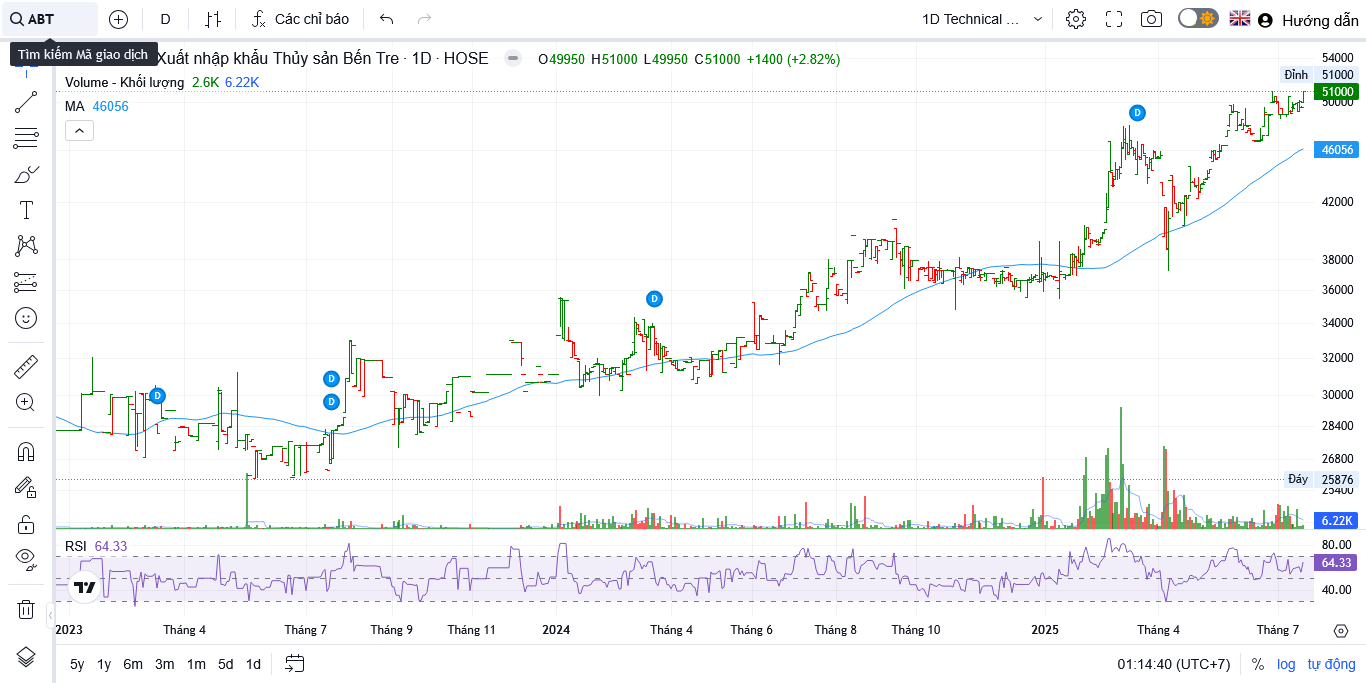 ABT
D
Các chỉ báo
1D Technical ...
Hướng dẫn
Tìm kiếm Mã giao dịch
Xuất nhập khẩu Thủy sản Bến Tre · 1D · HOSE
O49950 H51000 L49950 C51000 +1400 (+2.82%)
Volume - Khối lượng 2.6K 6.22K
MA 46056
54000
Đỉnh 51000
51000
50000
46056
42000
38000
36000
34000
32000
30000
28400
26800
Đáy 25876
25400
6.22K
D
D
D
D
D
RSI 64.33
80.00
64.33
40.00
2023 Tháng 4 Tháng 7 Tháng 9 Tháng 11 2024 Tháng 4 Tháng 6 Tháng 8 Tháng 10 2025 Tháng 4 Tháng 7
5y 1y 6m 3m 1m 5d 1d
01:14:40 (UTC+7) % log tự động